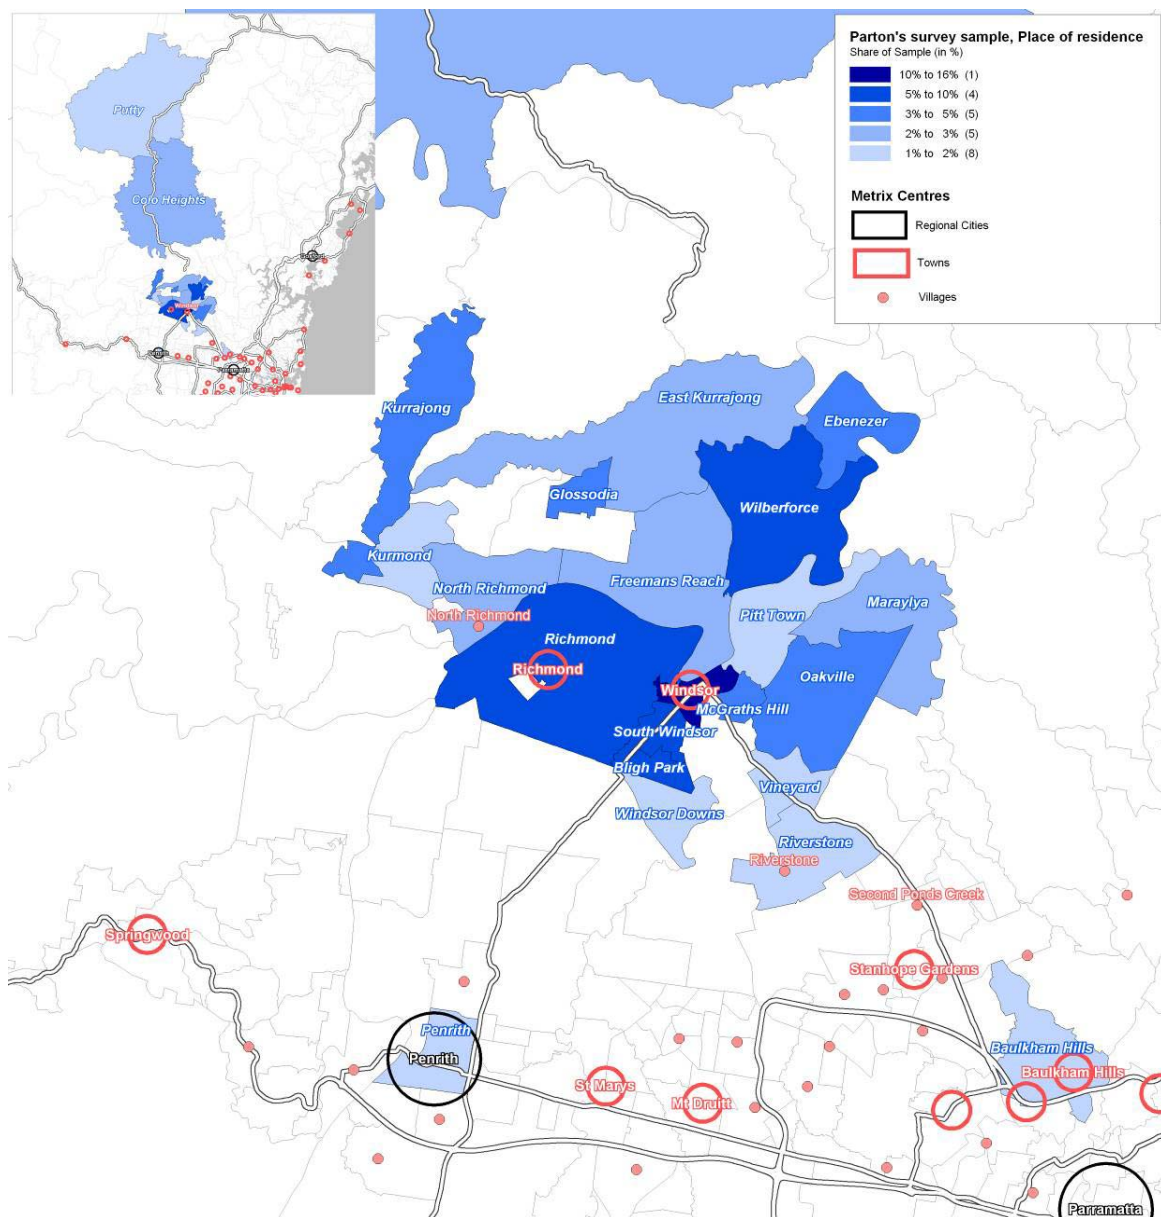 Parton's survey sample, Place of residence
Share of Sample (in %)
10% to 16% (1)
5% to 10% (4)
3% to 5% (5)
2% to 3% (5)
1% to 2% (8)
Metrix Centres
Regional Cities
Towns
Villages
Putty
Colo Heights
Gosford
Windsor
Penrith
Parramatta
Kurrajong
East Kurrajong
Ebenezer
Glossodia
Wilberforce
Kurmond
North Richmond
Freemans Reach
Pitt Town
Maraylya
North Richmond
Richmond
Richmond
Windsor
Oakville
McGraths Hill
South Windsor
Bligh Park
Windsor Downs
Vineyard
Riverstone
Riverstone
Second Ponds Creek
Springwood
Stanhope Gardens
Penrith
Penrith
Baulkham Hills
Baulkham Hills
St Marys
Mt Druitt
Parramatta